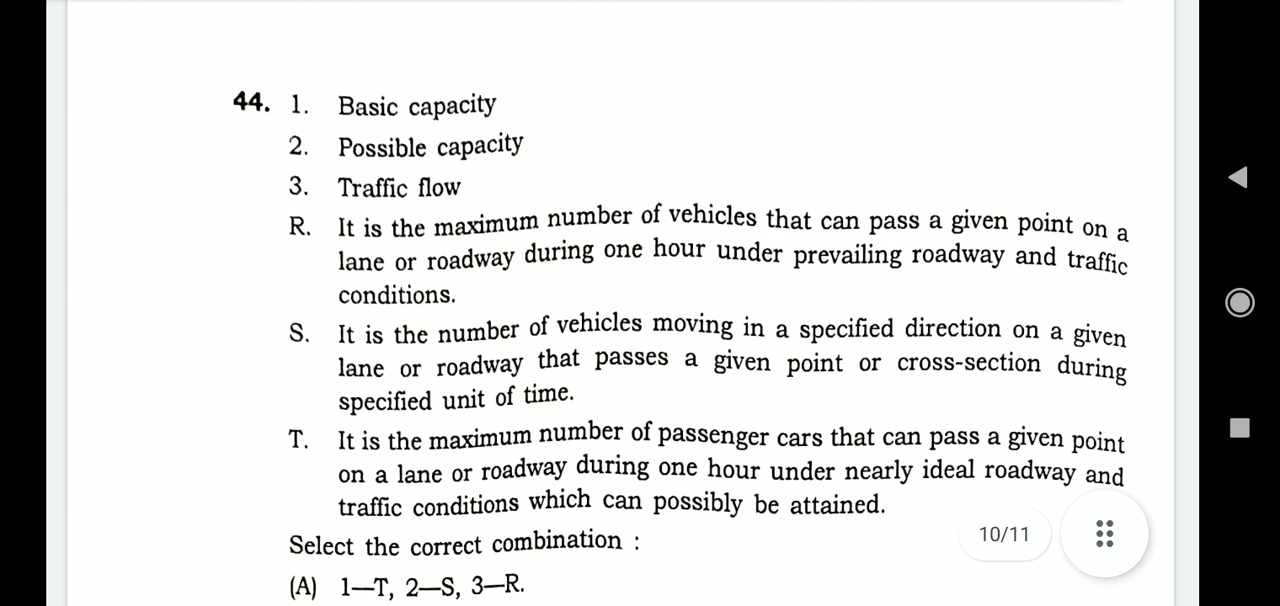 44. 1. Basic capacity
2. Possible capacity
3. Traffic flow
R. It is the maximum number of vehicles that can pass a given point on a
lane or roadway during one hour under prevailing roadway and traffic
conditions.
S. It is the number of vehicles moving in a specified direction on a given
lane or roadway that passes a given point or cross-section during
specified unit of time.
T. It is the maximum number of passenger cars that can pass a given point
on a lane or roadway during one hour under nearly ideal roadway and
traffic conditions which can possibly be attained.
Select the correct combination :
10/11
(A) 1—T, 2—S, 3—R.